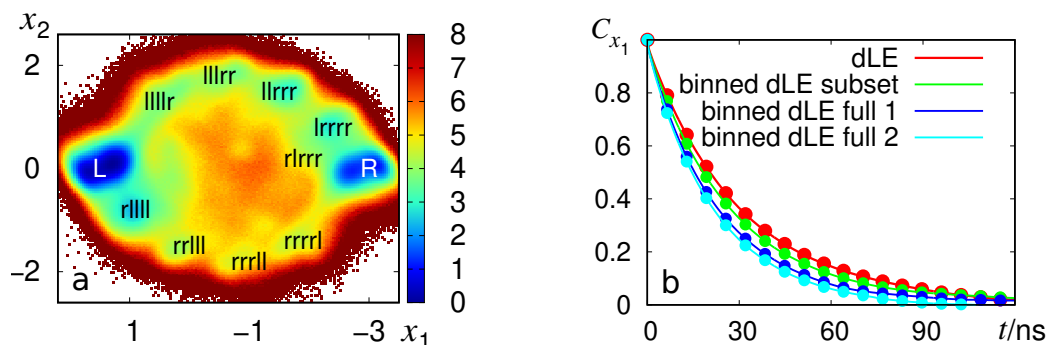 x₂
2
0
−2
a
lllrr
llllr
llrrr
lrrrr
L
rlrrr
R
rllll
rrlll
rrrll
rrrrl
1
−1
−3
x₁
8
7
6
5
4
3
2
1
0
Cₓ₁
0.8
0.6
0.4
0.2
0
dLE
binned dLE subset
binned dLE full 1
binned dLE full 2
b
0
30
60
90
t/ns